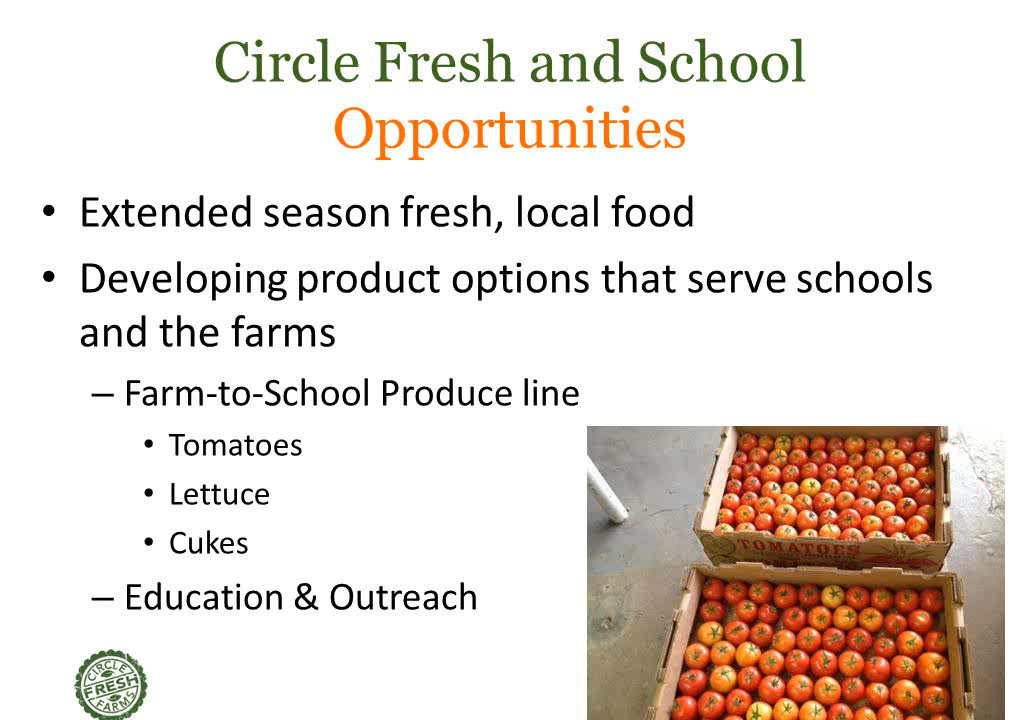 Circle Fresh and School
Opportunities
• Extended season fresh, local food
• Developing product options that serve schools
and the farms
– Farm-to-School Produce line
• Tomatoes
• Lettuce
• Cukes
– Education & Outreach
TOMATOES
CIRCLE
FRESH
FARMS